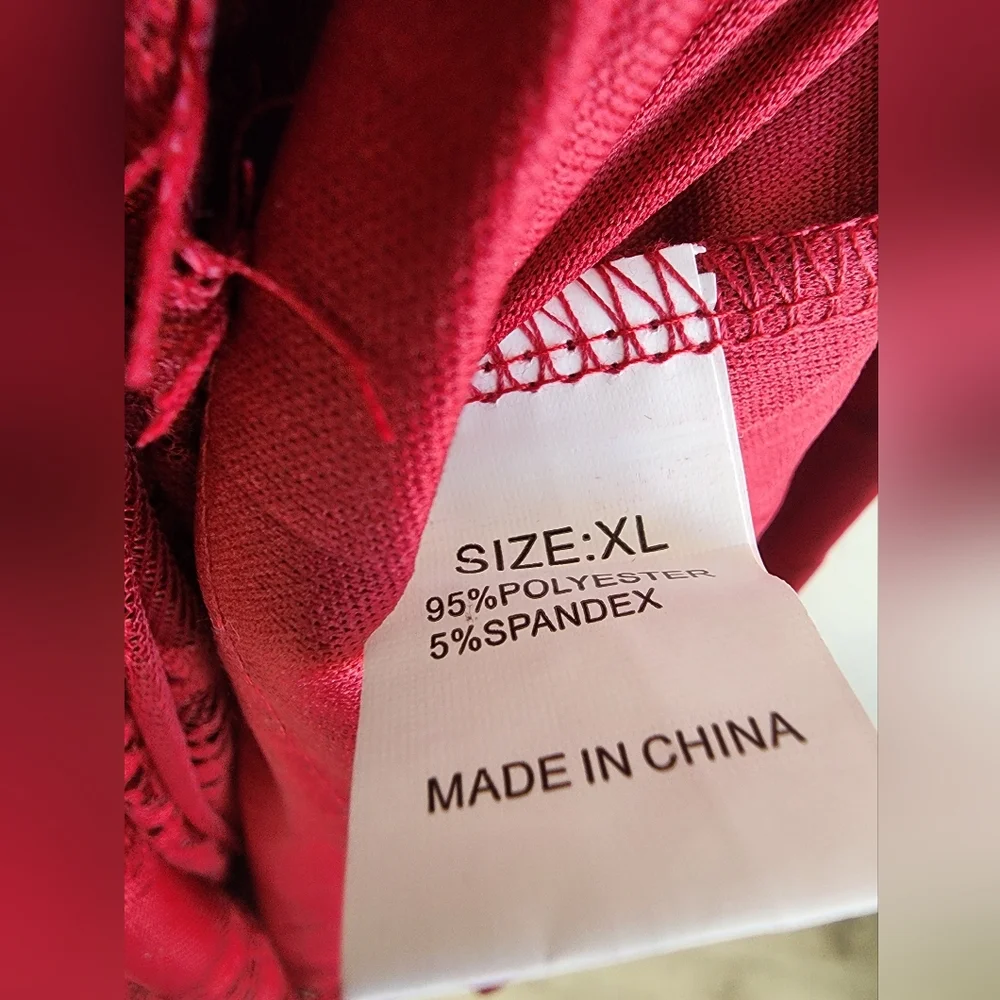 SIZE:XL
95%POLYESTER
5%SPANDEX
MADE IN CHINA